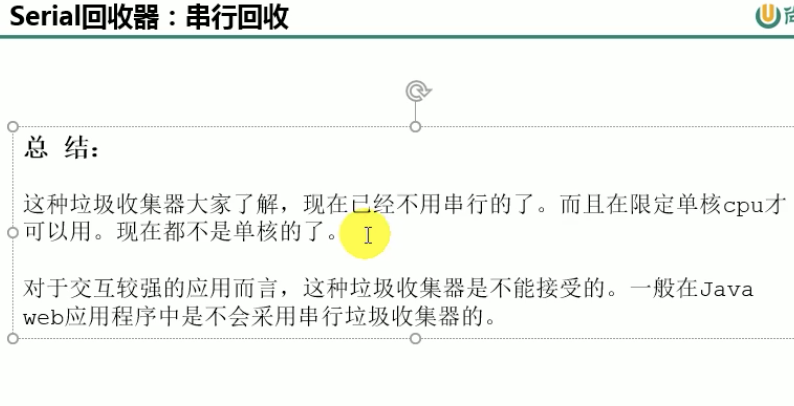 Serial回收器：串行回收
总 结：
这种垃圾收集器大家了解，现在已经不用串行的了。而且在限定单核cpu才
可以用。现在都不是单核的了。
对于交互较强的应用而言，这种垃圾收集器是不能接受的。一般在Java
web应用程序中是不会采用串行垃圾收集器的。